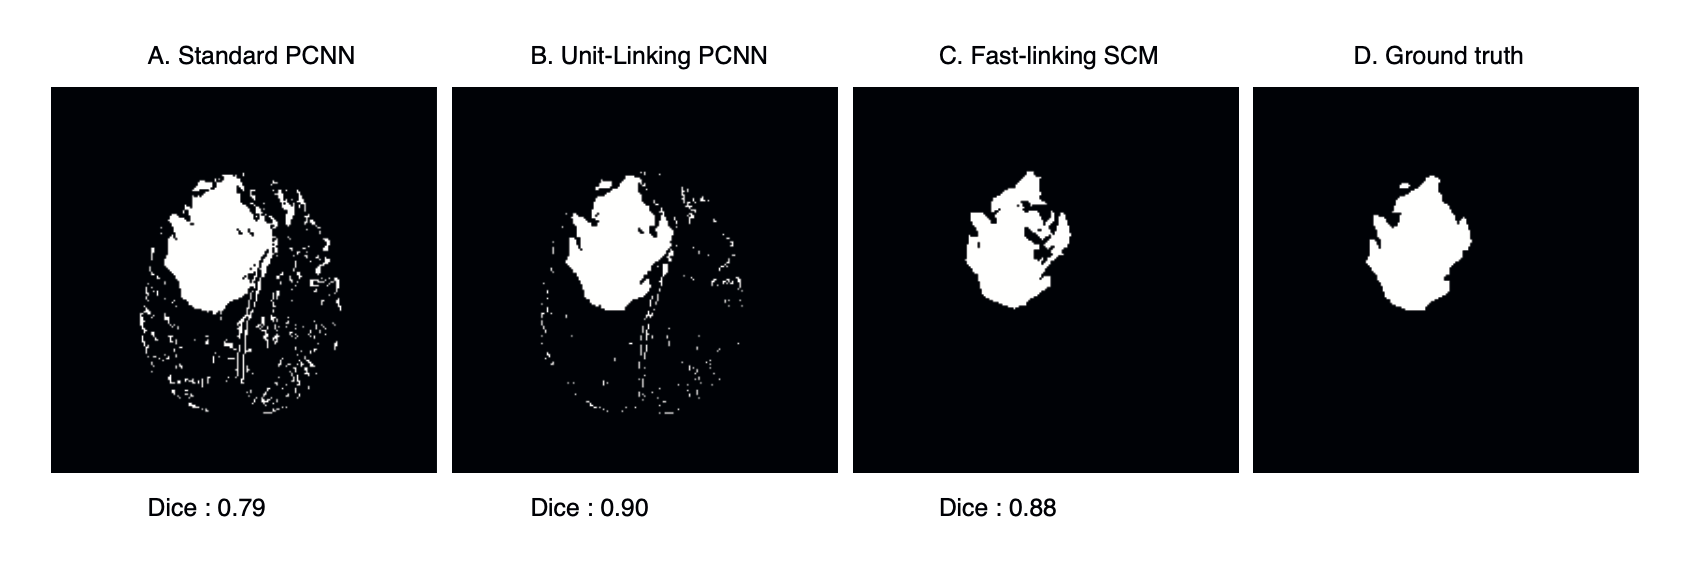 A. Standard PCNN
B. Unit-Linking PCNN
C. Fast-linking SCM
D. Ground truth
Dice : 0.79
Dice : 0.90
Dice : 0.88